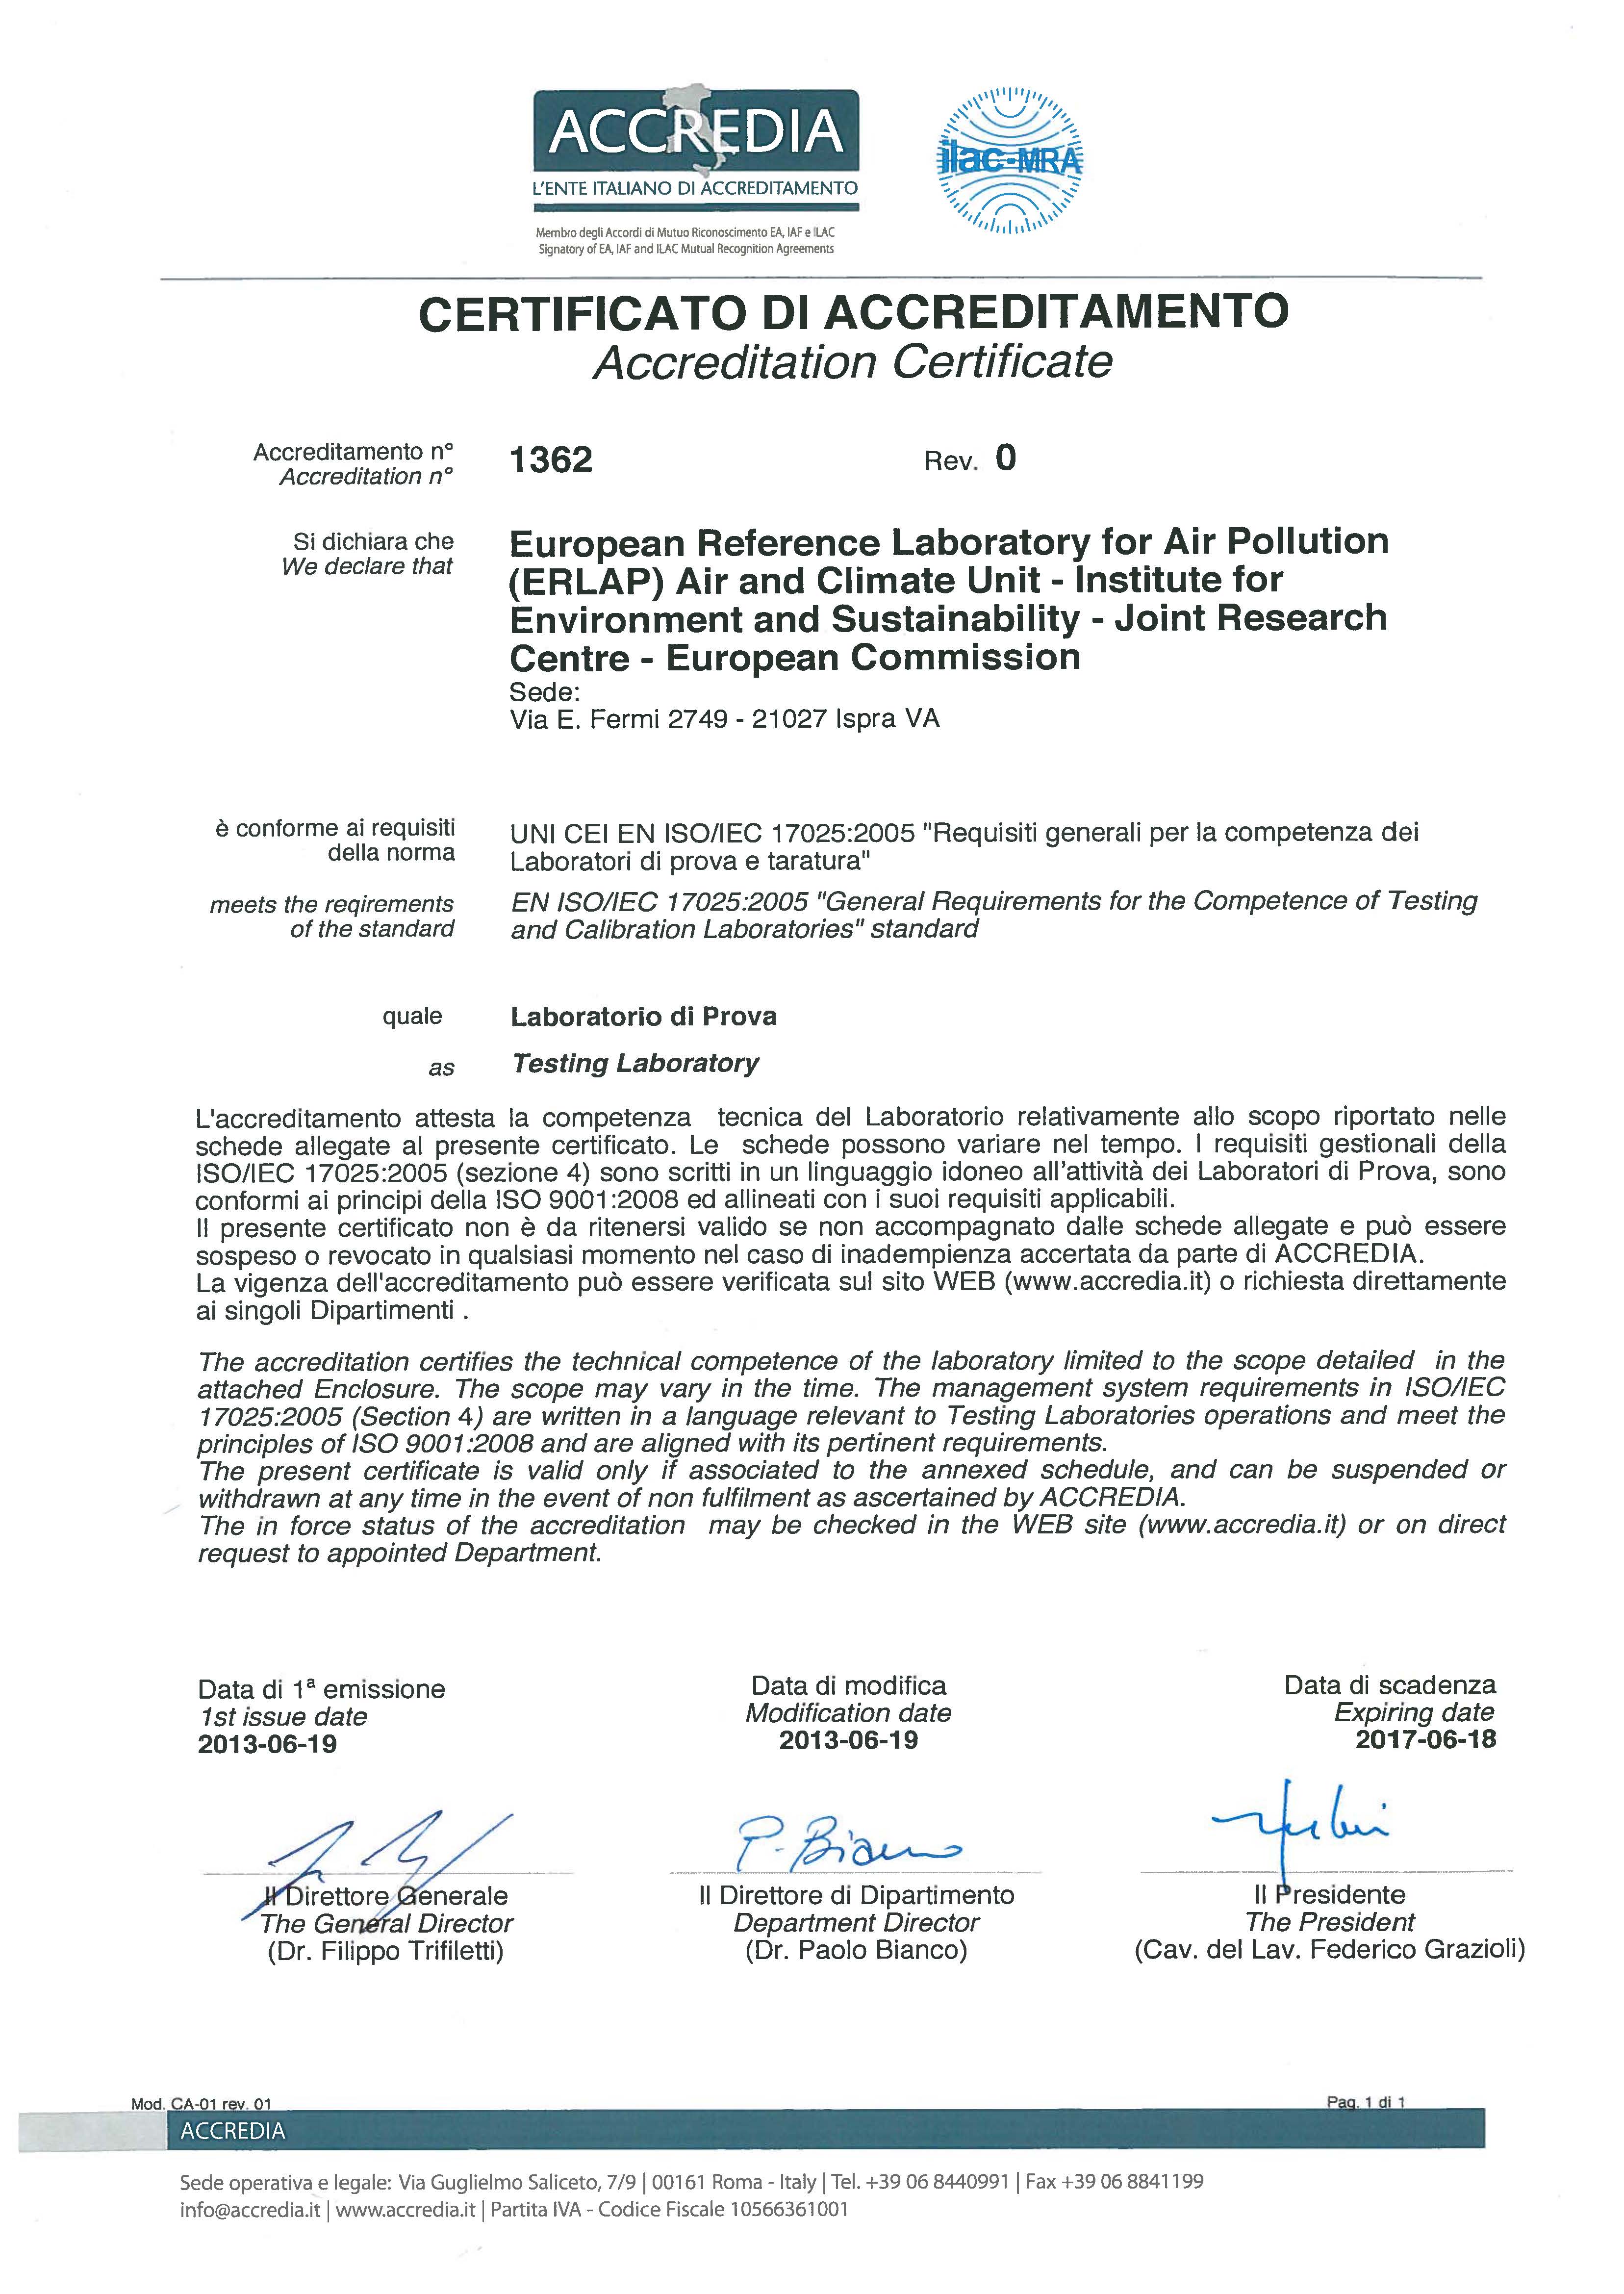 ACCREDIA
L'ENTE ITALIANO DI ACCREDITAMENTO
Membro degli Accordi di Mutuo Riconoscimento EA, IAF e ILAC
Signatory of EA, IAF and ILAC Mutual Recognition Agreements
ilac-MRA
CERTIFICATO DI ACCREDITAMENTO
Accreditation Certificate
Accreditamento n°
Accreditation n°
1362
Rev. 0
Si dichiara che
We declare that
European Reference Laboratory for Air Pollution
(ERLAP) Air and Climate Unit - Institute for
Environment and Sustainability - Joint Research
Centre - European Commission
Sede:
Via E. Fermi 2749 - 21027 Ispra VA
è conforme ai requisiti
della norma
UNI CEI EN ISO/IEC 17025:2005 "Requisiti generali per la competenza dei
Laboratori di prova e taratura"
meets the reqirements
of the standard
EN ISO/IEC 17025:2005 "General Requirements for the Competence of Testing
and Calibration Laboratories" standard
quale
Laboratorio di Prova
as
Testing Laboratory
L'accreditamento attesta la competenza tecnica del Laboratorio relativamente allo scopo riportato nelle
schede allegate al presente certificato. Le schede possono variare nel tempo. I requisiti gestionali della
ISO/IEC 17025:2005 (sezione 4) sono scritti in un linguaggio idoneo all'attività dei Laboratori di Prova, sono
conformi ai principi della ISO 9001:2008 ed allineati con i suoi requisiti applicabili.
Il presente certificato non è da ritenersi valido se non accompagnato dalle schede allegate e può essere
sospeso o revocato in qualsiasi momento nel caso di inadempienza accertata da parte di ACCREDIA.
La vigenza dell'accreditamento può essere verificata sul sito WEB (www.accredia.it) o richiesta direttamente
ai singoli Dipartimenti .
The accreditation certifies the technical competence of the laboratory limited to the scope detailed in the
attached Enclosure. The scope may vary in the time. The management system requirements in ISO/IEC
17025:2005 (Section 4) are written in a language relevant to Testing Laboratories operations and meet the
principles of ISO 9001:2008 and are aligned with its pertinent requirements.
The present certificate is valid only if associated to the annexed schedule, and can be suspended or
withdrawn at any time in the event of non fulfilment as ascertained by ACCREDIA.
The in force status of the accreditation may be checked in the WEB site (www.accredia.it) or on direct
request to appointed Department.
Data di 1ª emissione
1st issue date
2013-06-19
Data di modifica
Modification date
2013-06-19
Data di scadenza
Expiring date
2017-06-18
P. Bianco
Il Direttore Generale
The General Director
(Dr. Filippo Trifiletti)
Il Direttore di Dipartimento
Department Director
(Dr. Paolo Bianco)
Il Presidente
The President
(Cav. del Lav. Federico Grazioli)
Mod. CA-01 rev. 01
Pag. 1 di 1
ACCREDIA
Sede operativa e legale: Via Guglielmo Saliceto, 7/9 | 00161 Roma - Italy | Tel. +39 06 8440991 | Fax +39 06 8841199
info@accredia.it | www.accredia.it | Partita IVA - Codice Fiscale 10566361001